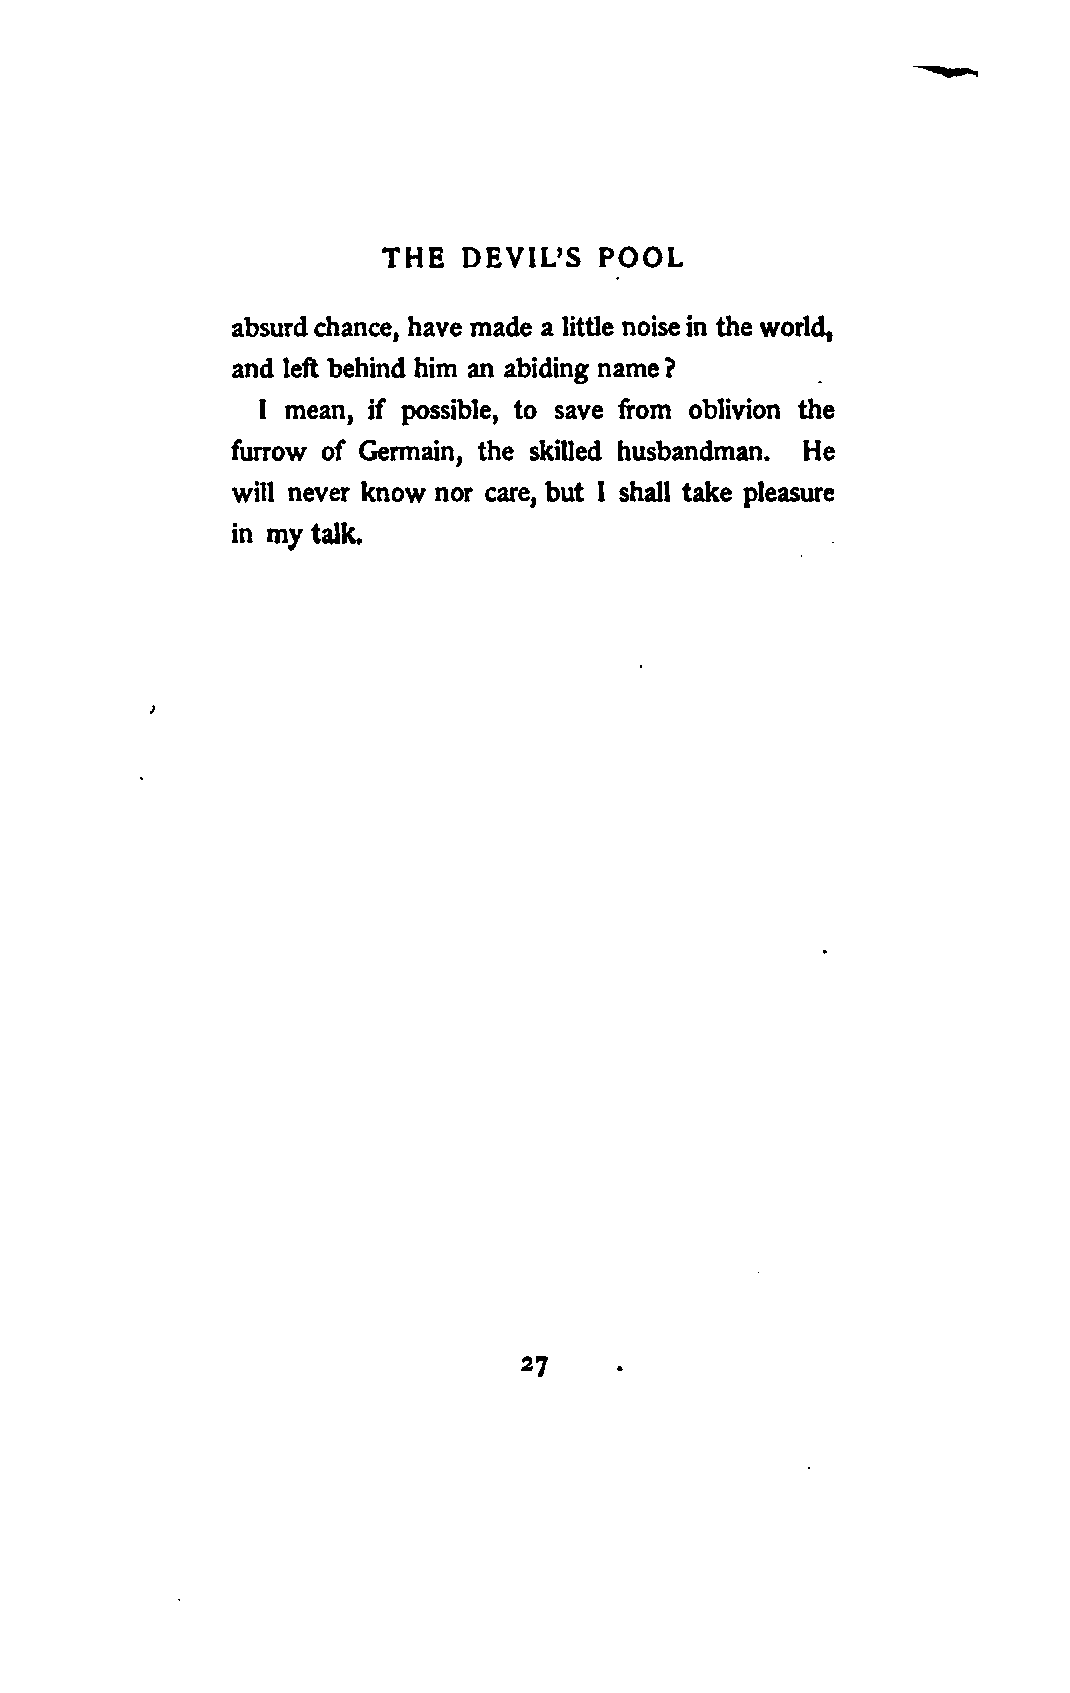 THE DEVIL'S POOL
absurd chance, have made a little noise in the world,
and left behind him an abiding name?
I mean, if possible, to save from oblivion the
furrow of Germain, the skilled husbandman. He
will never know nor care, but I shall take pleasure
in my talk.
27